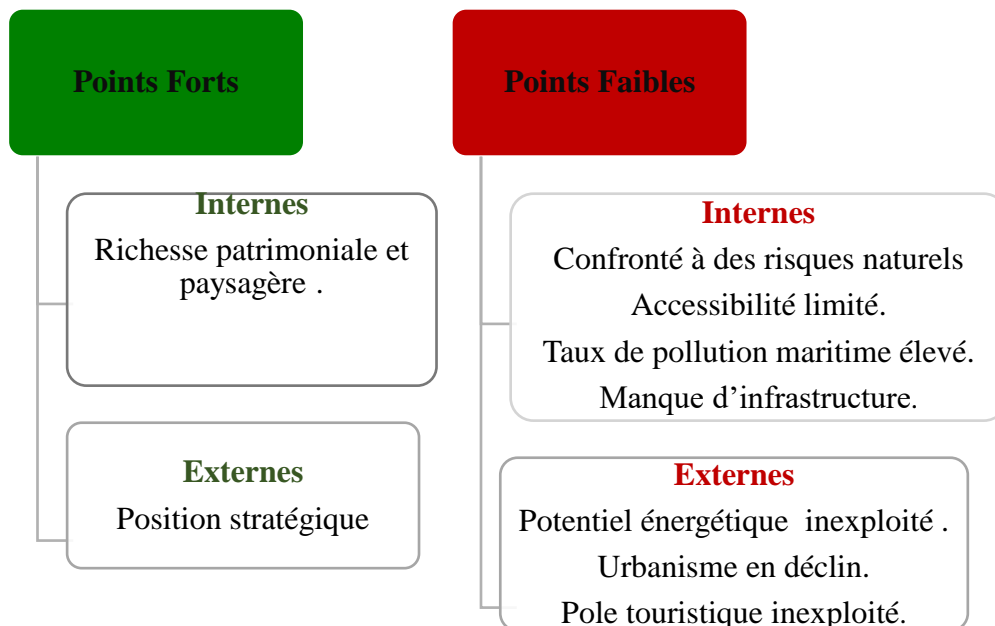 Points Forts
Internes
Richesse patrimoniale et
paysagère .
Externes
Position stratégique
Points Faibles
Internes
Confronté à des risques naturels
Accessibilité limité.
Taux de pollution maritime élevé.
Manque d’infrastructure.
Externes
Potentiel énergétique inexploité .
Urbanisme en déclin.
Pole touristique inexploité.